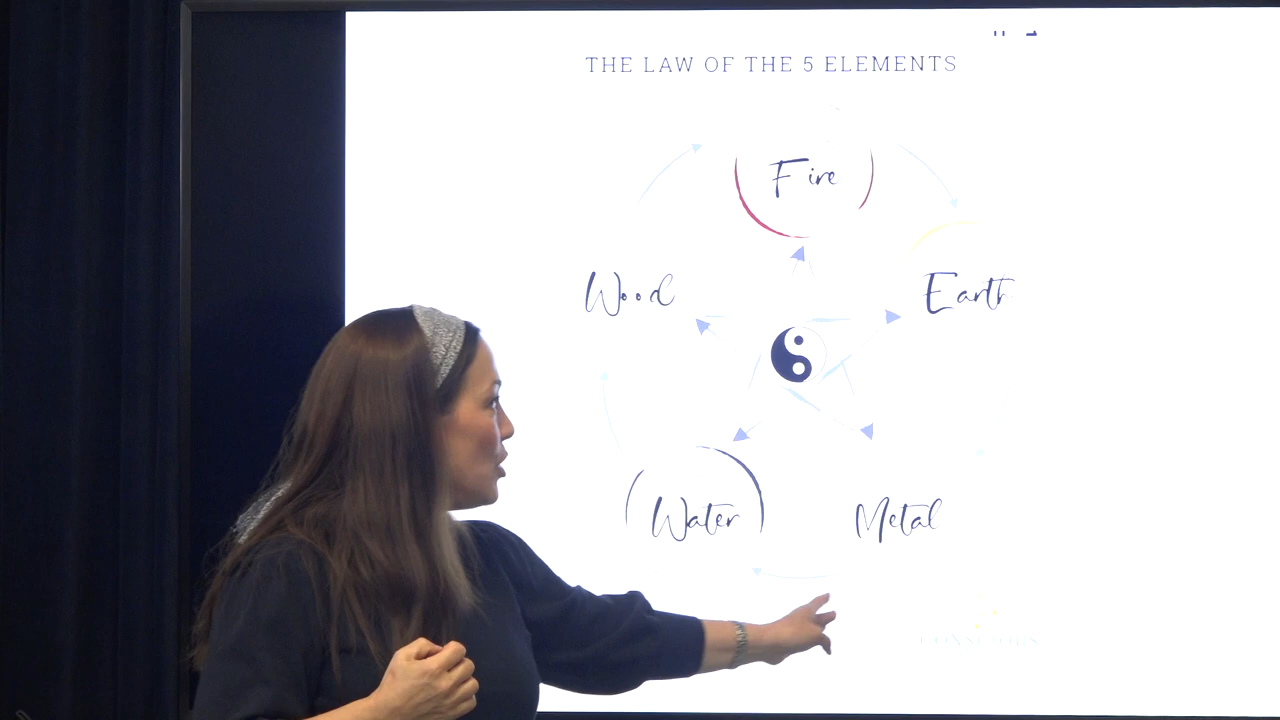 THE LAW OF THE 5 ELEMENTS
Fire
Wood
Earth
Water
Metal